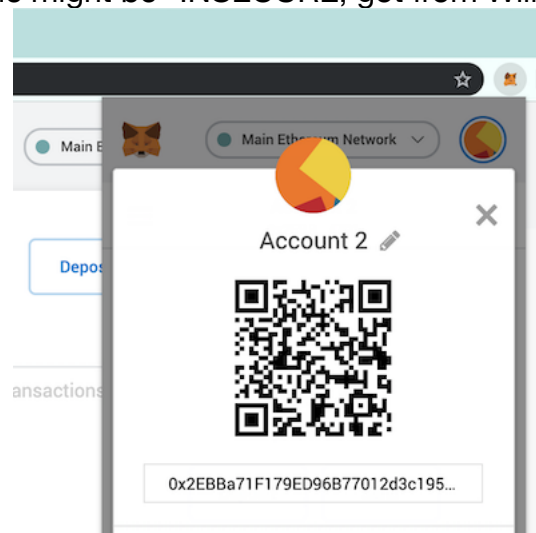 Main E
Main Ethereum Network
Account 2
Depos
ansactions
0x2EBBa71F179ED96B77012d3c195...